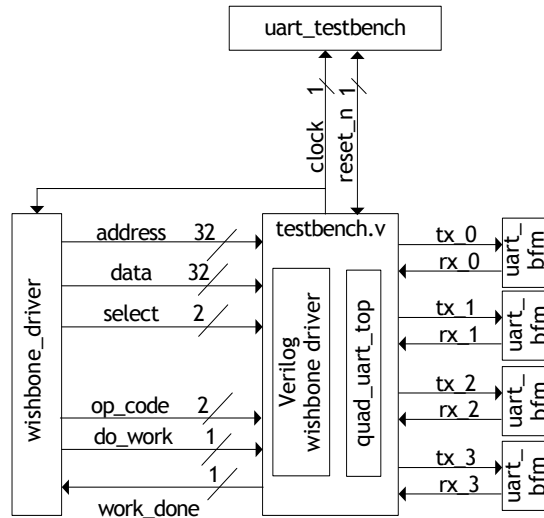 uart_testbench
clock
1
reset_n
1
wishbone_driver
address 32
data 32
select 2
op_code 2
do_work 1
1
work_done
testbench.v
Verilog
wishbone driver
quad_uart_top
tx_0
rx_0
uart_
bfm
tx_1
rx_1
uart_
bfm
tx_2
rx_2
uart_
bfm
tx_3
rx_3
uart_
bfm